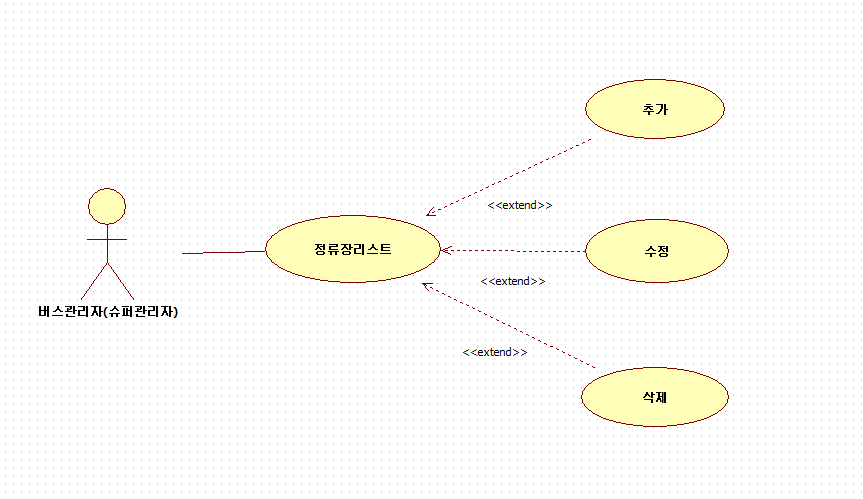 추가
<<extend>>
정류장리스트
수정
<<extend>>
버스관리자(슈퍼관리자)
<<extend>>
삭제